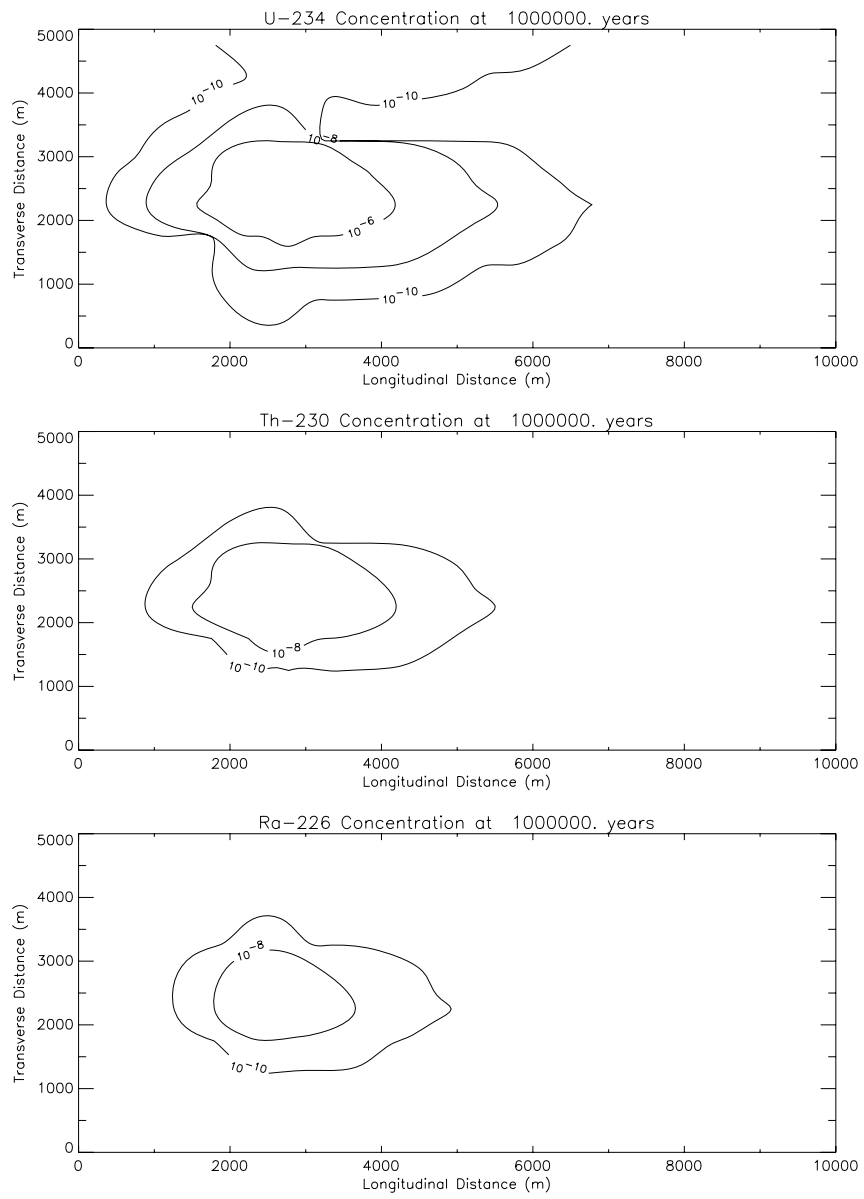 U-234 Concentration at 1000000. years
5000
4000
3000
2000
1000
0
Transverse Distance (m)
10-10
10-10
10-8
10-6
10-10
0 2000 4000 6000 8000 10000
Longitudinal Distance (m)
Th-230 Concentration at 1000000. years
5000
4000
3000
2000
1000
0
Transverse Distance (m)
10-8
10-10
0 2000 4000 6000 8000 10000
Longitudinal Distance (m)
Ra-226 Concentration at 1000000. years
5000
4000
3000
2000
1000
0
Transverse Distance (m)
10-8
10-10
0 2000 4000 6000 8000 10000
Longitudinal Distance (m)